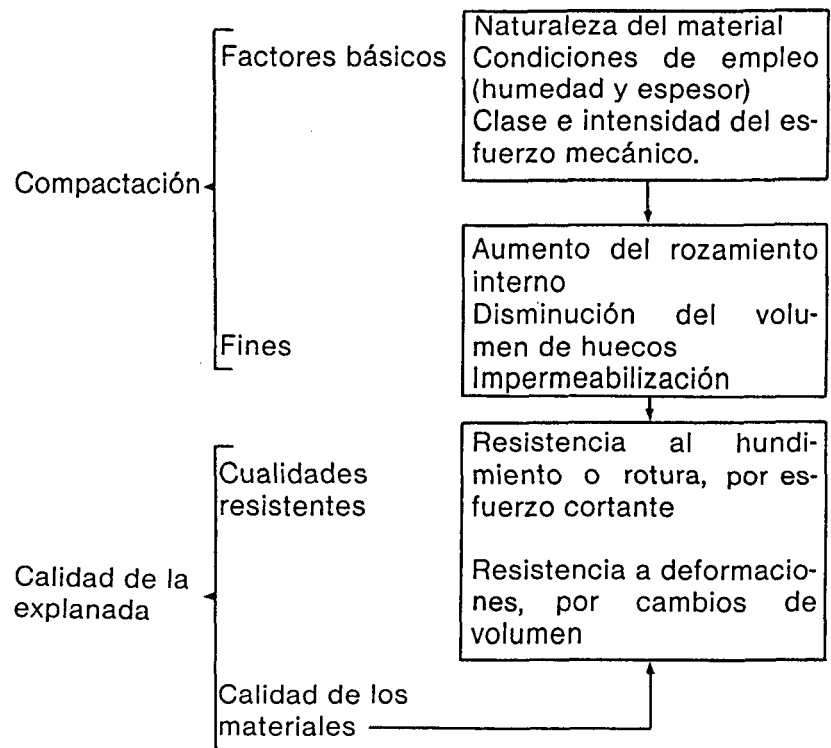 Compactación
Factores básicos
Naturaleza del material
Condiciones de empleo
(humedad y espesor)
Clase e intensidad del es-
fuerzo mecánico.
Fines
Aumento del rozamiento
interno
Disminución del volu-
men de huecos
Impermeabilización
Calidad de la
explanada
Cualidades
resistentes
Resistencia al hundi-
miento o rotura, por es-
fuerzo cortante
Resistencia a deformacio-
nes, por cambios de
volumen
Calidad de los
materiales